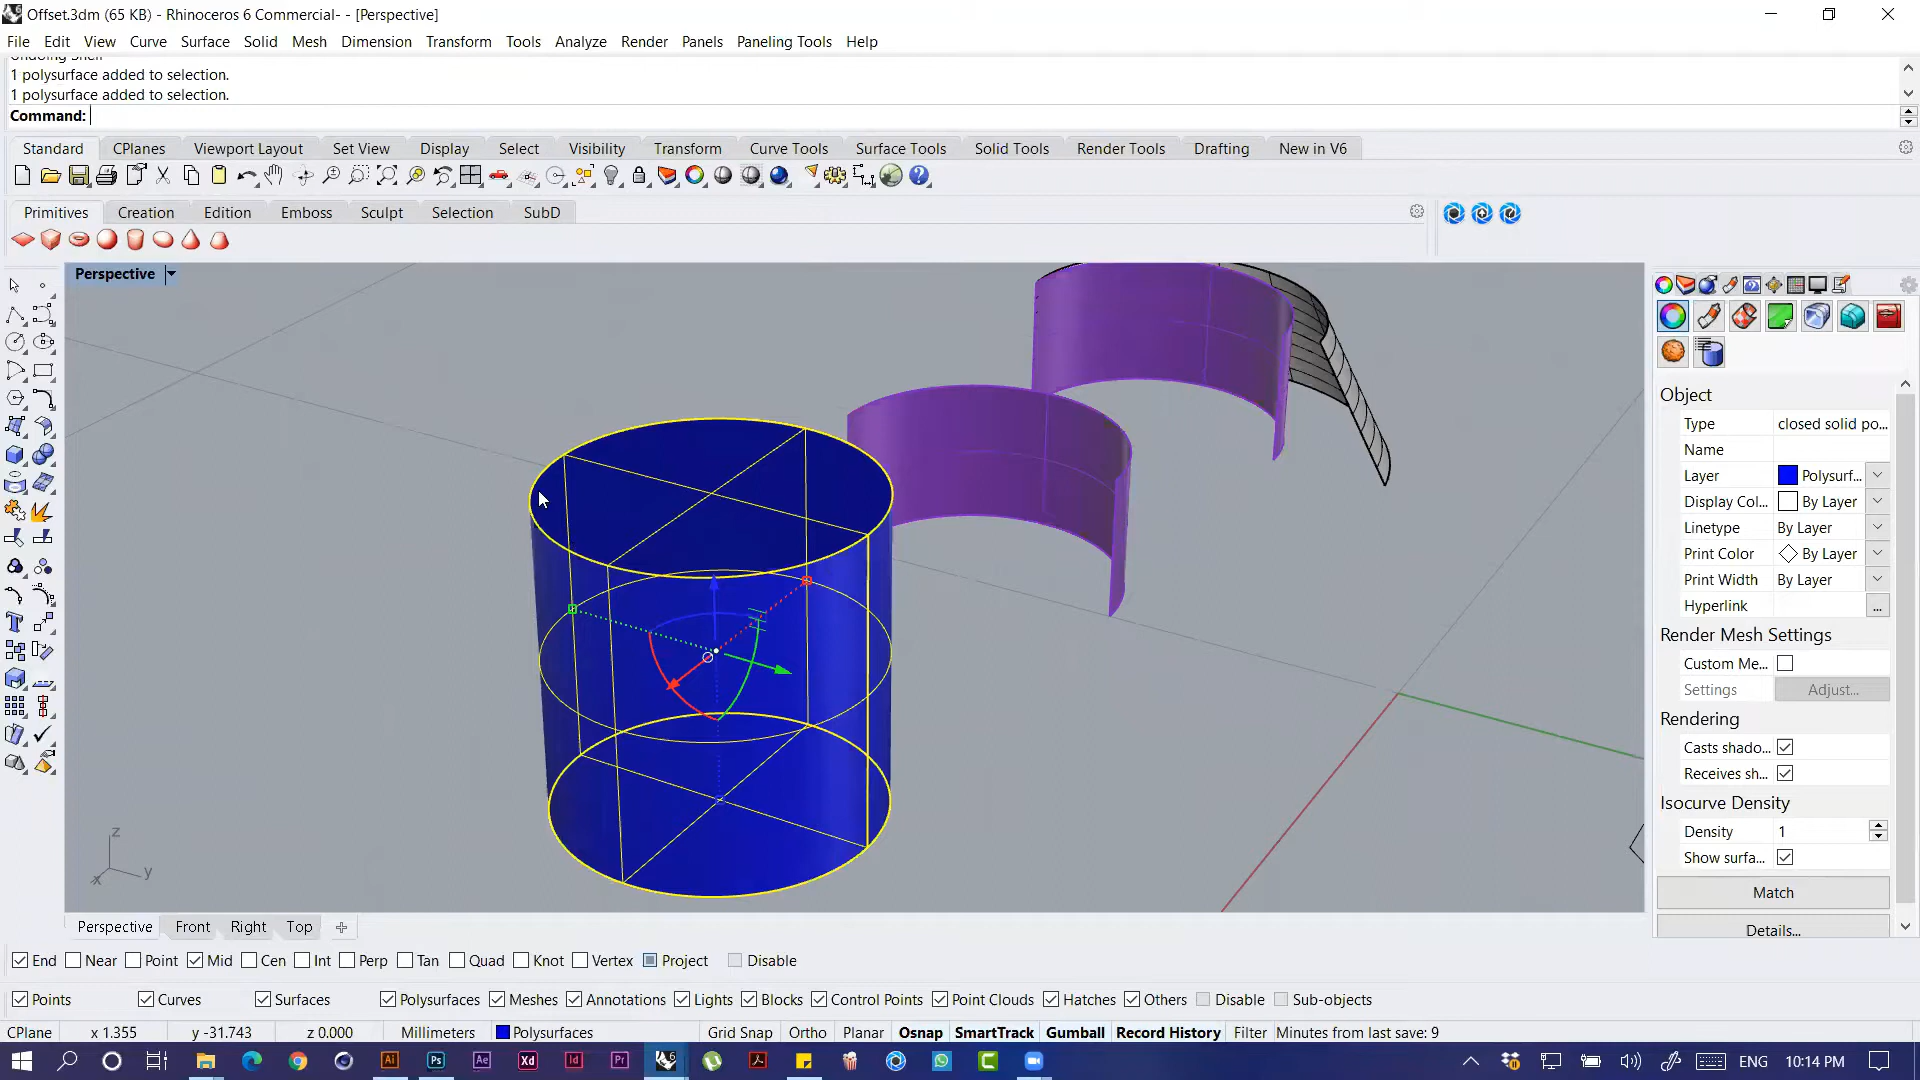 Offset.3dm (65 KB) - Rhinoceros 6 Commercial- - [Perspective]
File Edit View Curve Surface Solid Mesh Dimension Transform Tools Analyze Render Panels Paneling Tools Help
Undoing Shell
1 polysurface added to selection.
1 polysurface added to selection.
Command:
Standard CPlanes Viewport Layout Set View Display Select Visibility Transform Curve Tools Surface Tools Solid Tools Render Tools Drafting New in V6
Primitives Creation Edition Emboss Sculpt Selection SubD
Perspective
Object
Type closed solid po...
Name
Layer Polysurf...
Display Col... By Layer
Linetype By Layer
Print Color By Layer
Print Width By Layer
Hyperlink ...
Render Mesh Settings
Custom Me...
Settings Adjust...
Rendering
Casts shado...
Receives sh...
Isocurve Density
Density 1
Show surfa...
Match
Details...
z
x y
Perspective Front Right Top
End Near Point Mid Cen Int Perp Tan Quad Knot Vertex Project Disable
Points Curves Surfaces Polysurfaces Meshes Annotations Lights Blocks Control Points Point Clouds Hatches Others Disable Sub-objects
CPlane x 1.355 y -31.743 z 0.000 Millimeters Polysurfaces Grid Snap Ortho Planar Osnap SmartTrack Gumball Record History Filter Minutes from last save: 9
Ai Ps Ae Xd Id Pr 6 C ENG 10:14 PM